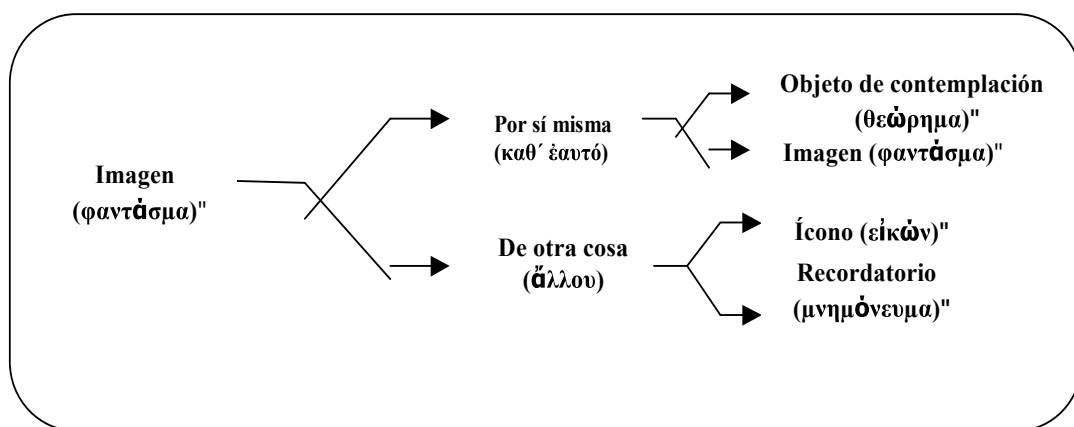 Imagen
(φαντάσμα)"
Por sí misma
(καθ´ ἑαυτό)
De otra cosa
(ἄλλου)
Objeto de contemplación
(θεώρημα)"
Imagen (φαντάσμα)"
Ícono (εἰκών)"
Recordatorio
(μνημόνευμα)"